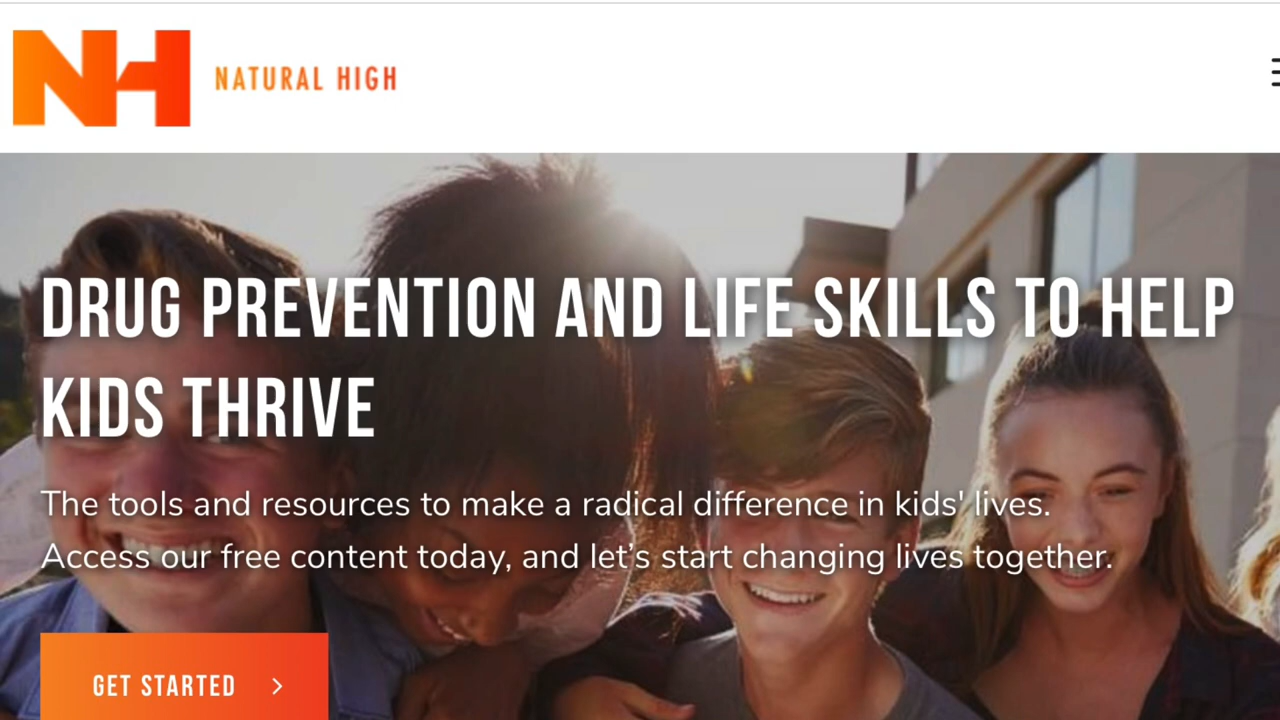 NH NATURAL HIGH
DRUG PREVENTION AND LIFE SKILLS TO HELP
KIDS THRIVE
The tools and resources to make a radical difference in kids' lives.
Access our free content today, and let’s start changing lives together.
GET STARTED